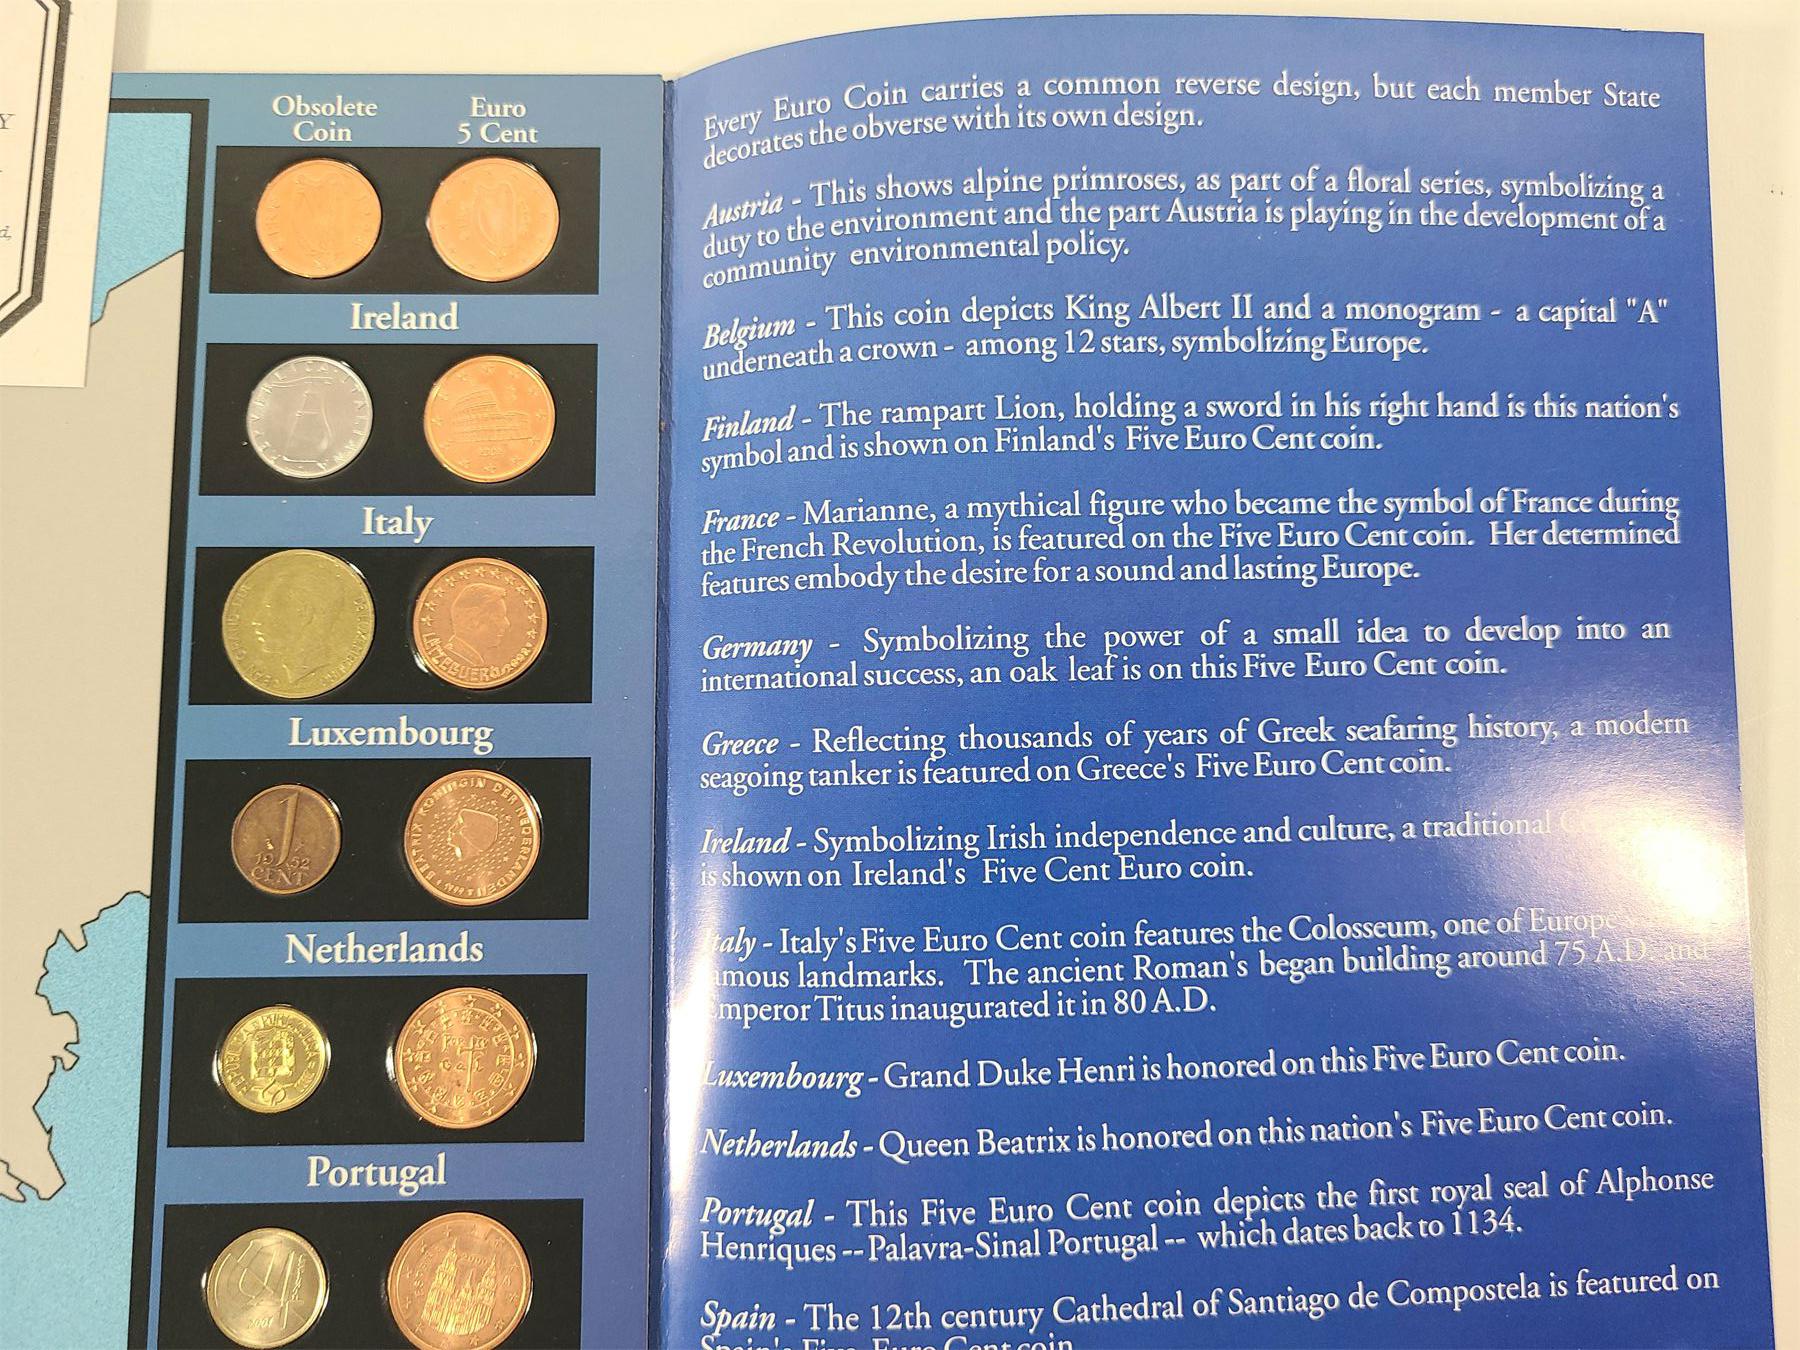 Y
d,
Obsolete Coin
Euro 5 Cent
Ireland
Italy
Luxembourg
1
1952
CENT
Netherlands
Portugal
2001
Every Euro Coin carries a common reverse design, but each member State
decorates the obverse with its own design.
Austria - This shows alpine primroses, as part of a floral series, symbolizing a
duty to the environment and the part Austria is playing in the development of a
community environmental policy.
Belgium - This coin depicts King Albert II and a monogram - a capital "A"
underneath a crown - among 12 stars, symbolizing Europe.
Finland - The rampart Lion, holding a sword in his right hand is this nation's
symbol and is shown on Finland's Five Euro Cent coin.
France - Marianne, a mythical figure who became the symbol of France during
the French Revolution, is featured on the Five Euro Cent coin. Her determined
features embody the desire for a sound and lasting Europe.
Germany - Symbolizing the power of a small idea to develop into an
international success, an oak leaf is on this Five Euro Cent coin.
Greece - Reflecting thousands of years of Greek seafaring history, a modern
seagoing tanker is featured on Greece's Five Euro Cent coin.
Ireland - Symbolizing Irish independence and culture, a traditional
is shown on Ireland's Five Cent Euro coin.
Italy - Italy's Five Euro Cent coin features the Colosseum, one of
famous landmarks. The ancient Roman's began building around 75 A.D. and
Emperor Titus inaugurated it in 80 A.D.
Luxembourg - Grand Duke Henri is honored on this Five Euro Cent coin.
Netherlands - Queen Beatrix is honored on this nation's Five Euro Cent coin.
Portugal - This Five Euro Cent coin depicts the first royal seal of Alphonse
Henriques -- Palavra-Sinal Portugal -- which dates back to 1134.
Spain - The 12th century Cathedral of Santiago de Compostela is featured on
Spain's Five Euro Cent coin